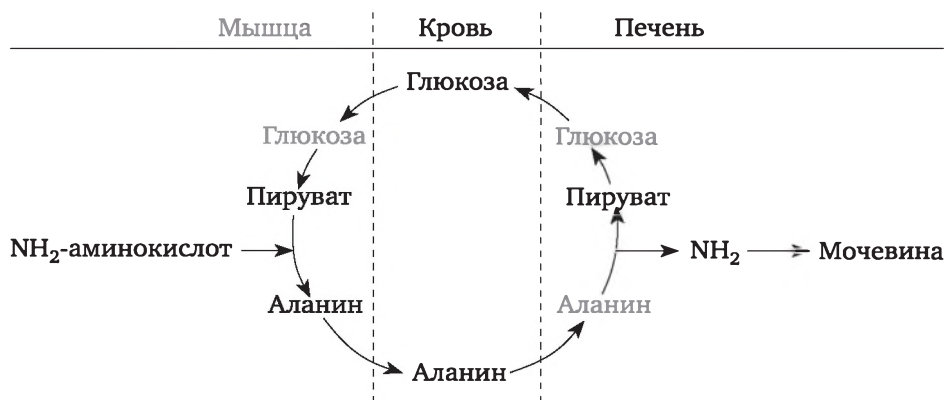 Мышца Кровь Печень
Глюкоза
Глюкоза Глюкоза
Пируват Пируват
NH₂-аминокислот NH₂ Мочевина
Аланин Аланин
Аланин